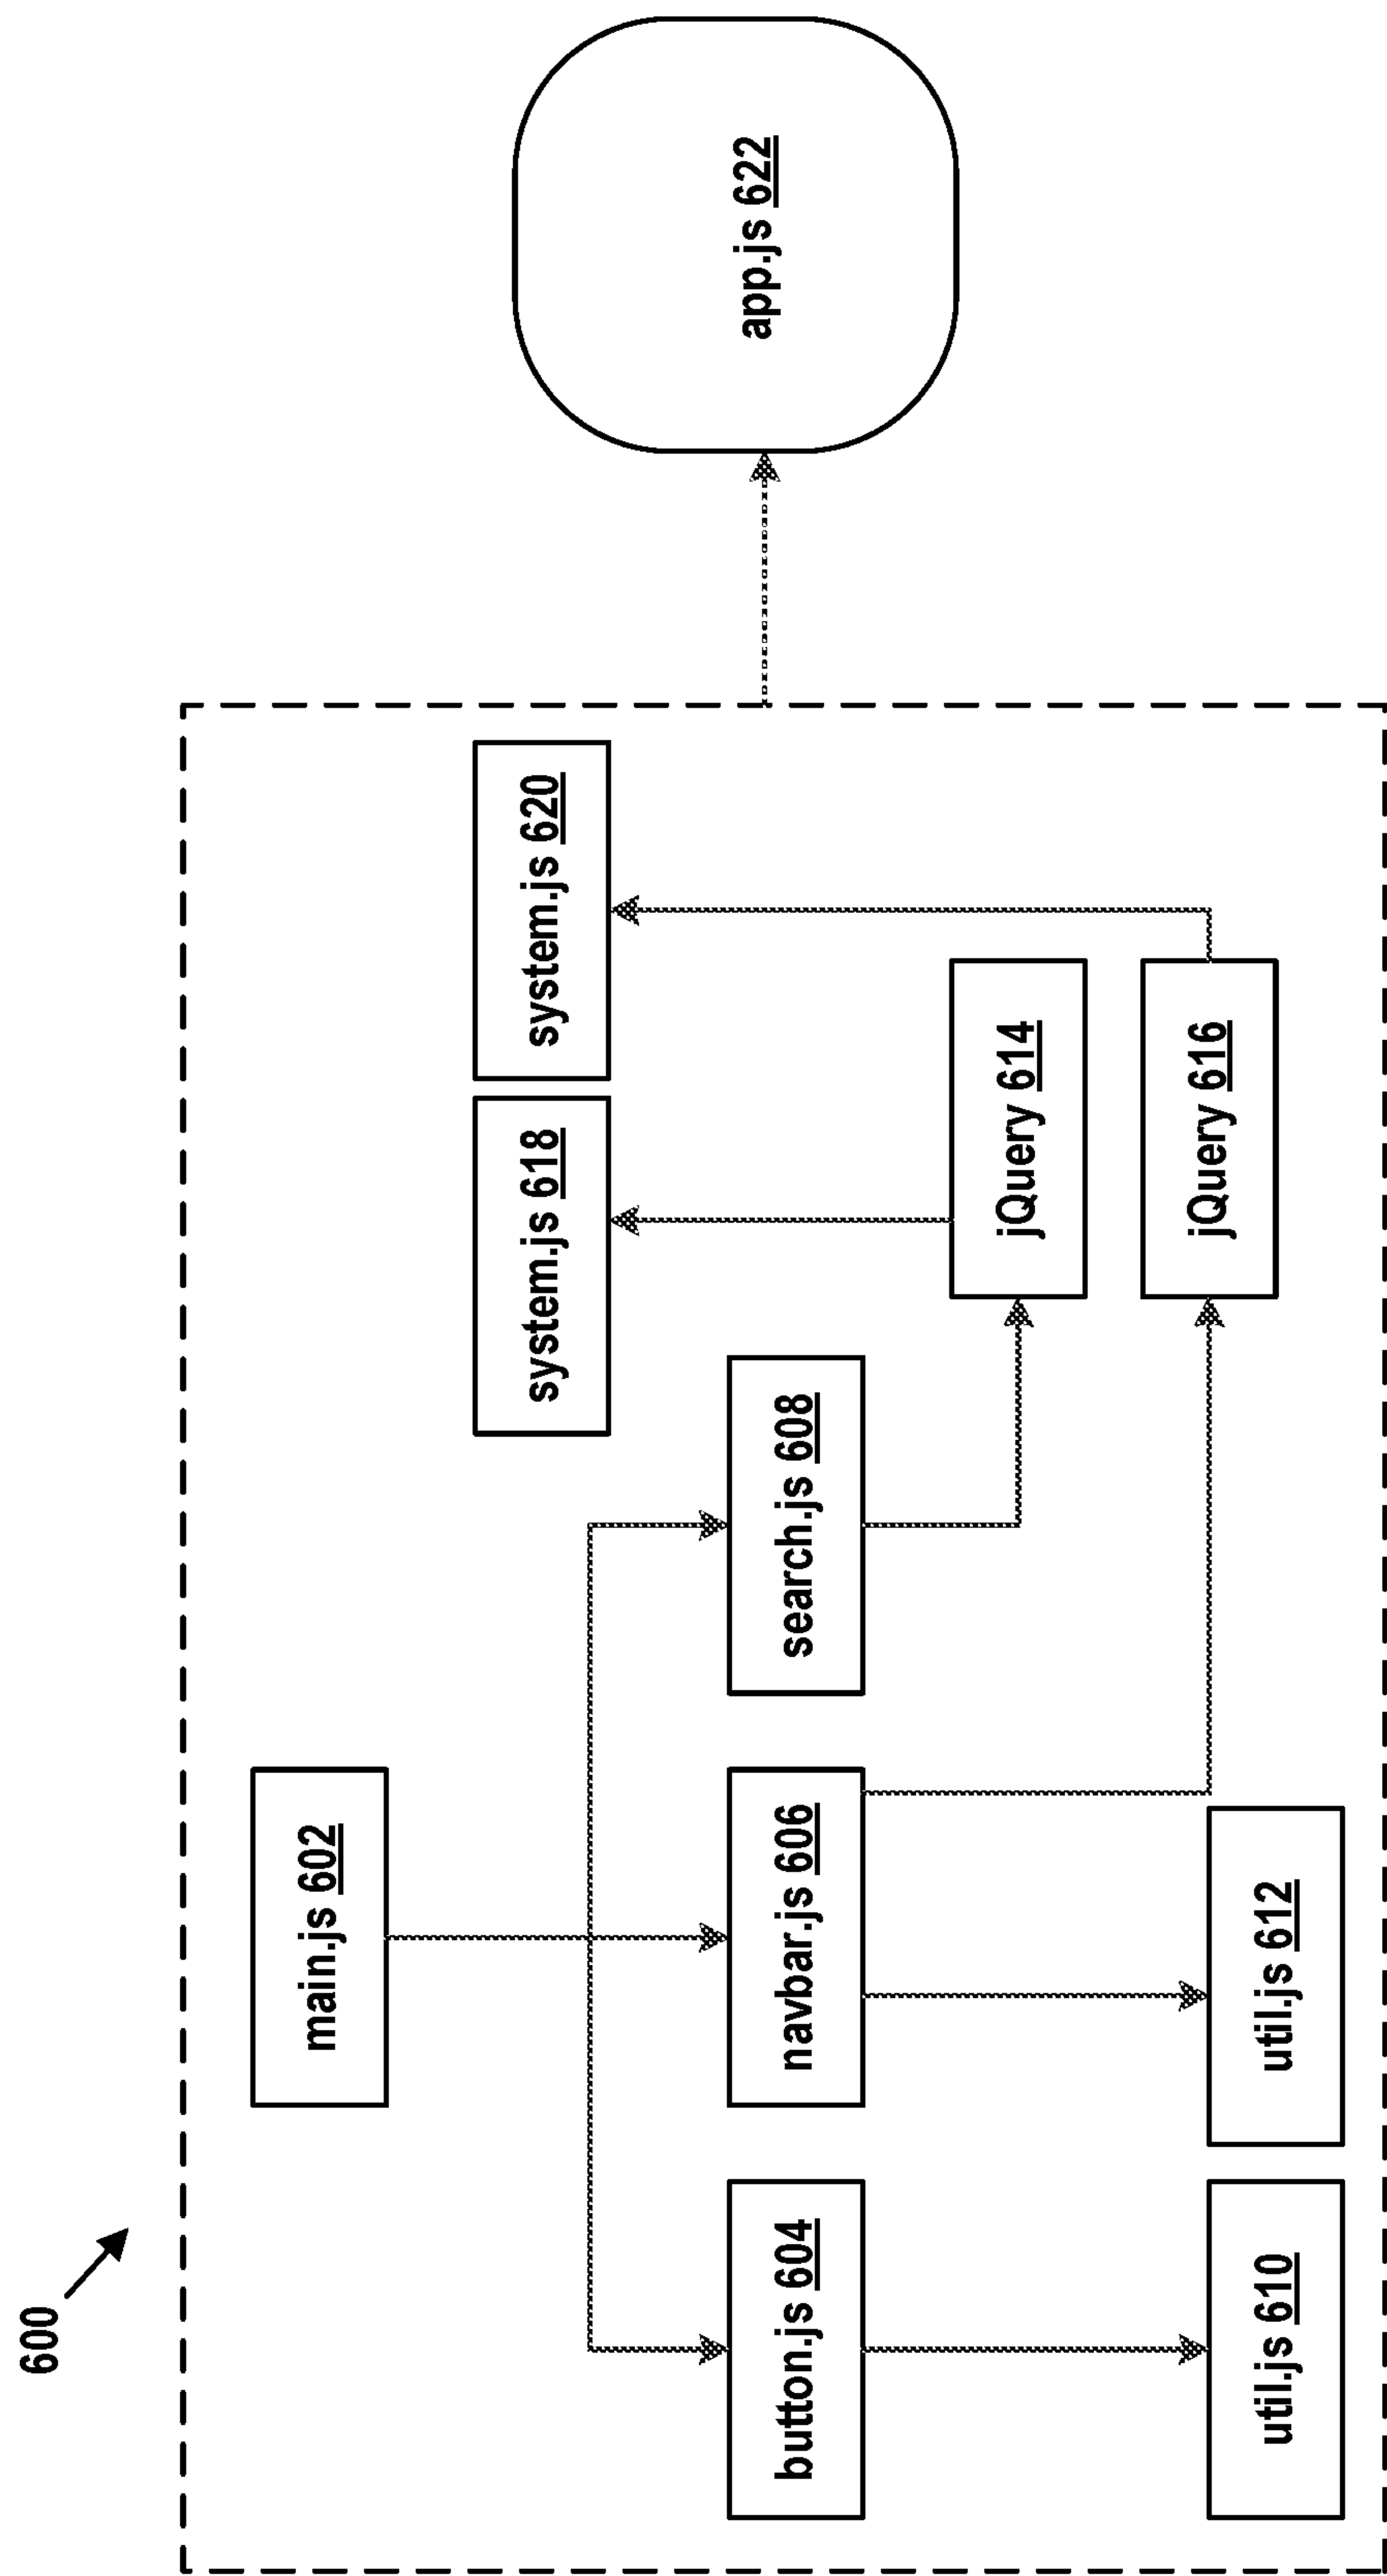 600
main.js 602
system.js 618
system.js 620
button.js 604
navbar.js 606
search.js 608
jQuery 614
jQuery 616
util.js 610
util.js 612
app.js 622